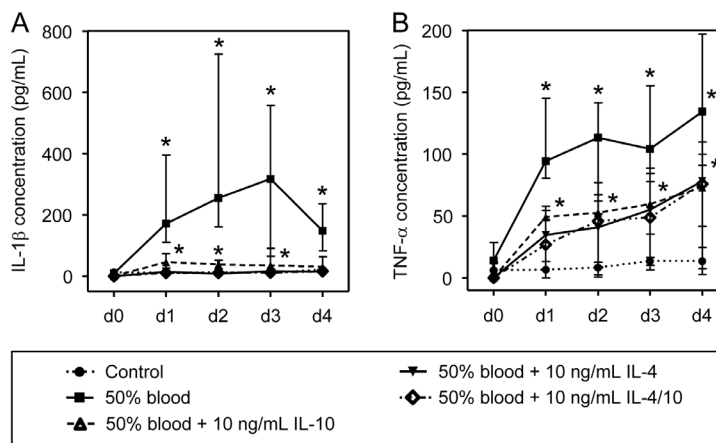 A
IL-1β concentration (pg/mL)
800
600
400
200
0
* * * *
* * *
d0 d1 d2 d3 d4
B
TNF-α concentration (pg/mL)
200
150
100
50
0
* * * *
* * * *
d0 d1 d2 d3 d4
Control
50% blood
50% blood + 10 ng/mL IL-10
50% blood + 10 ng/mL IL-4
50% blood + 10 ng/mL IL-4/10